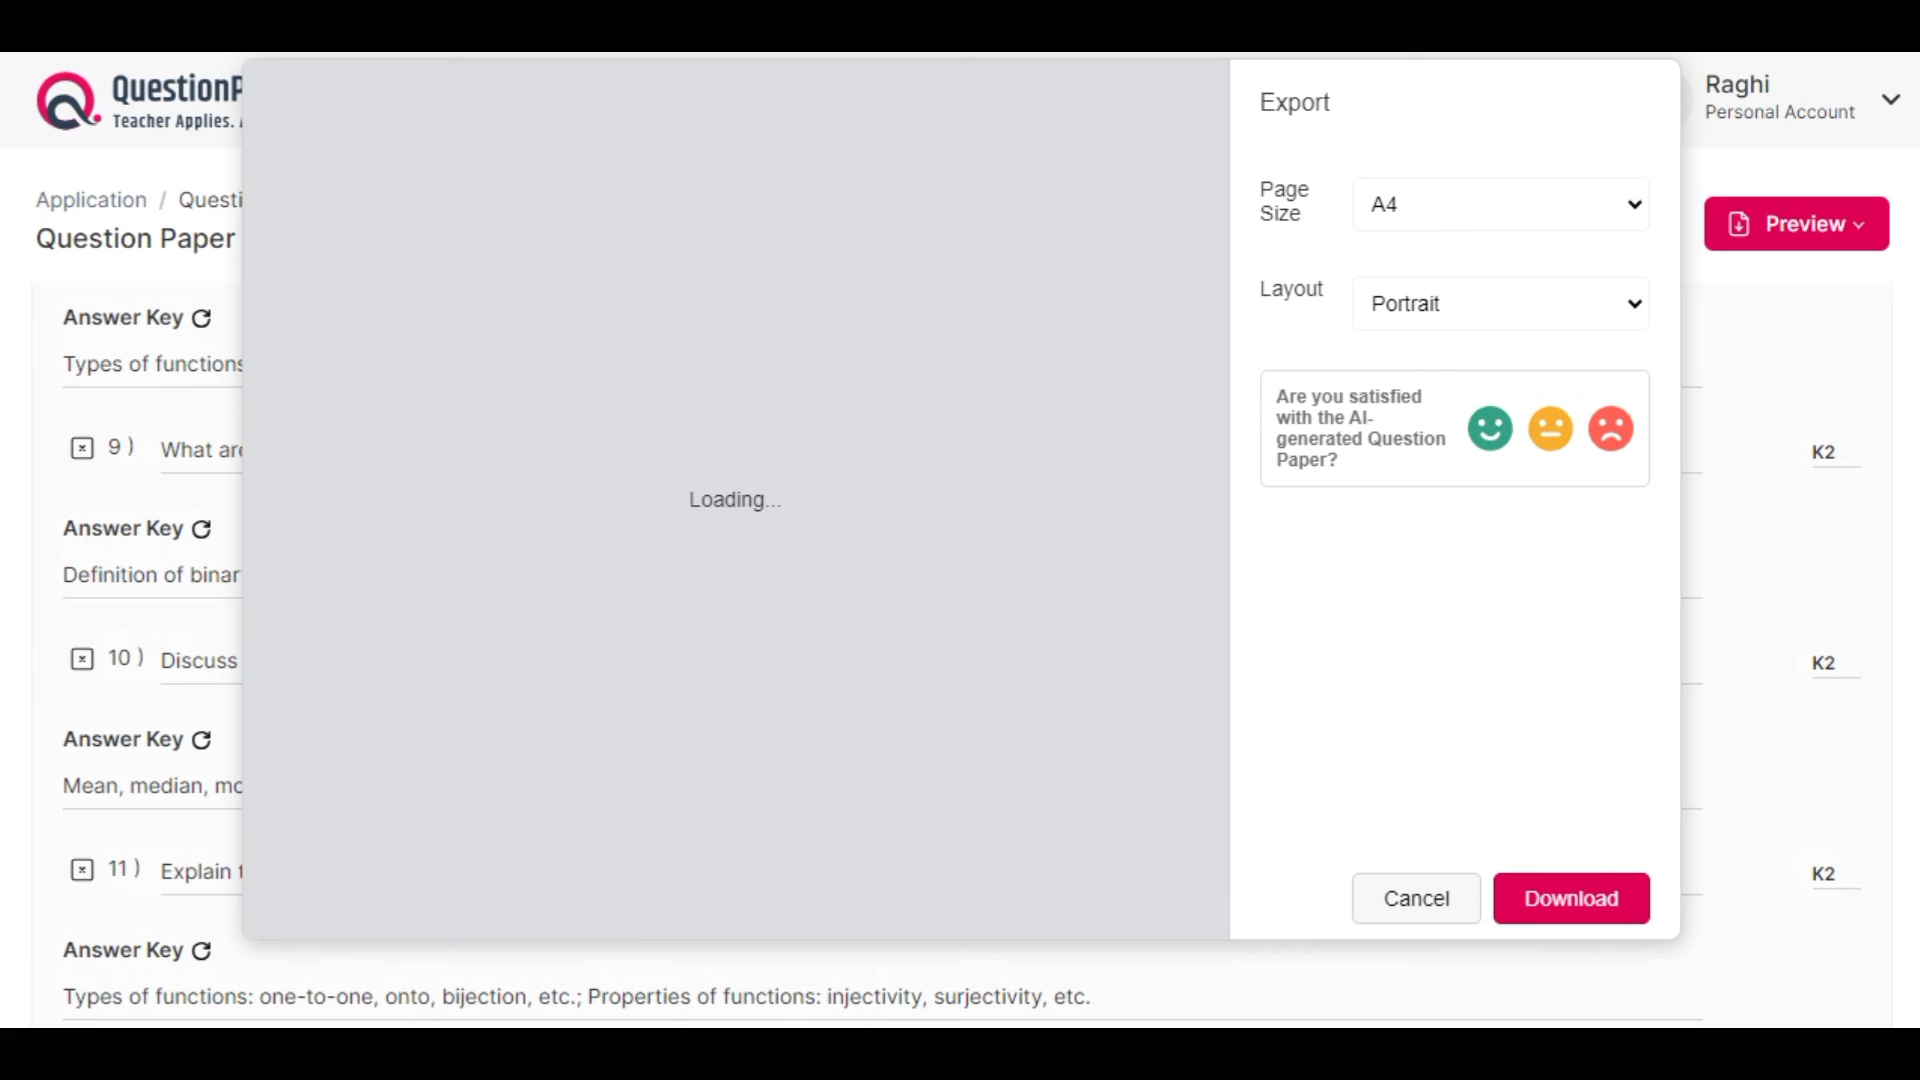 QuestionP
Teacher Applies.
Raghi
Personal Account
Application / Questi
Question Paper
Preview
Export
Page
Size
A4
Layout
Portrait
Are you satisfied
with the AI-
generated Question
Paper?
Loading...
Cancel
Download
Answer Key
Types of functions
9 ) What are
K2
Answer Key
Definition of binar
10 ) Discuss
K2
Answer Key
Mean, median, mo
11 ) Explain t
K2
Answer Key
Types of functions: one-to-one, onto, bijection, etc.; Properties of functions: injectivity, surjectivity, etc.